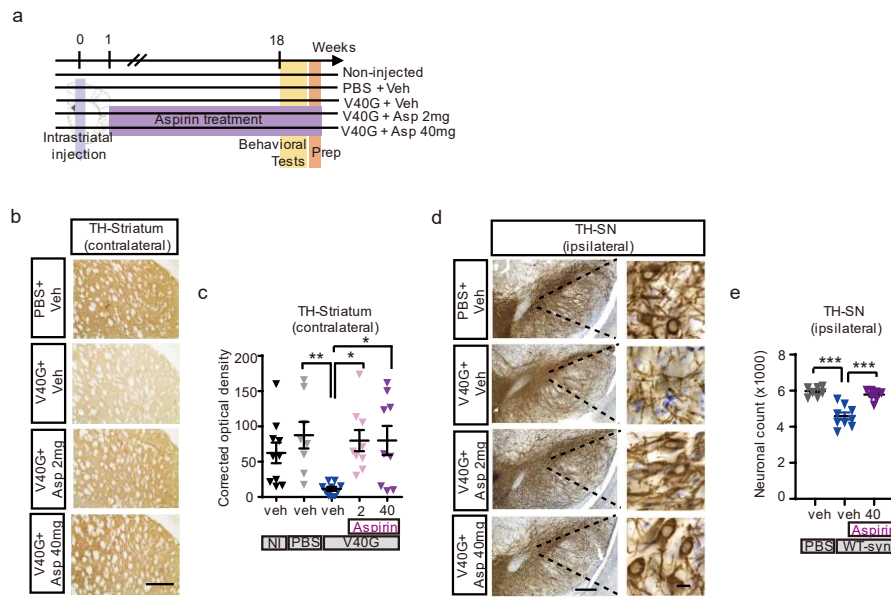 a
0 1 18 Weeks
Non-injected
PBS + Veh
V40G + Veh
V40G + Asp 2mg
V40G + Asp 40mg
Aspirin treatment
Intrastriatal
injection
Behavioral
Tests
Prep
b
TH-Striatum
(contralateral)
PBS+
Veh
V40G+
Veh
V40G+
Asp 2mg
V40G+
Asp 40mg
c
TH-Striatum
(contralateral)
** * *
Corrected optical density
200
150
100
50
0
veh veh veh 2 40
Aspirin
NI PBS V40G
d
TH-SN
(ipsilateral)
PBS+
Veh
V40G+
Veh
V40G+
Asp 2mg
V40G+
Asp 40mg
e
TH-SN
(ipsilateral)
*** ***
Neuronal count (x1000)
8
6
4
2
0
veh veh 40
Aspirin
PBS WT-syn